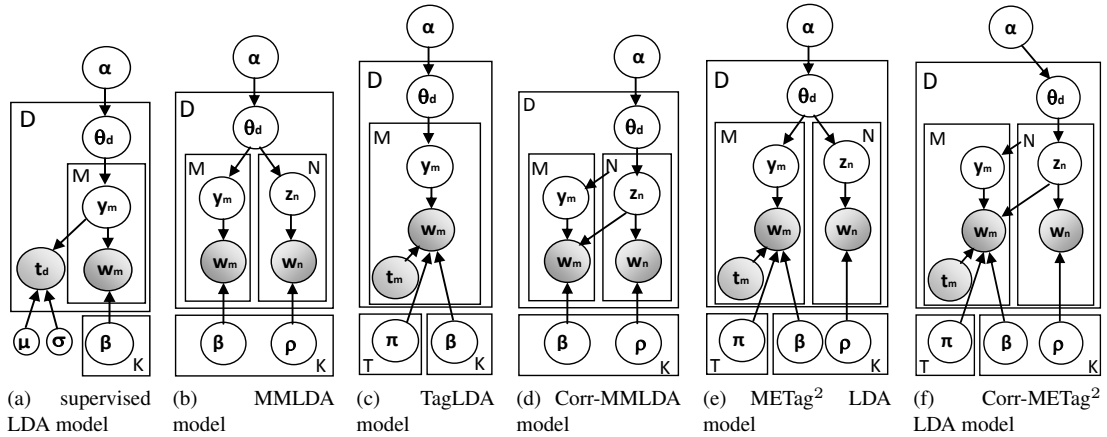 α
D
θd
M
ym
td
wm
μ
σ
β
K
(a) supervised
LDA model
α
D
θd
M
N
ym
zn
wm
wn
β
ρ
K
(b) MMLDA
model
α
D
θd
M
ym
wm
tm
π
β
T
K
(c) TagLDA
model
α
D
θd
M
N
ym
zn
wm
wn
β
ρ
K
(d) Corr-MMLDA
model
α
D
θd
M
N
ym
zn
wm
wn
tm
π
β
ρ
T
K
(e) METag² LDA
model
α
D
θd
M
N
ym
zn
wm
wn
tm
π
β
ρ
T
K
(f) Corr-METag²
LDA model